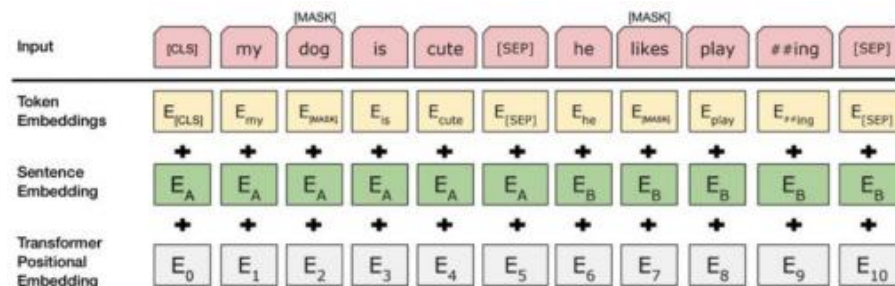 [MASK] [MASK]
Input [CLS] my dog is cute [SEP] he likes play ##ing [SEP]
Token
Embeddings
E[CLS] Emy E[MASK] Eis Ecute E[SEP] Ehe E[MASK] Eplay E##ing E[SEP]
+ + + + + + + + + + +
Sentence
Embedding
EA EA EA EA EA EA EB EB EB EB EB
+ + + + + + + + + + +
Transformer
Positional
Embedding
E0 E1 E2 E3 E4 E5 E6 E7 E8 E9 E10